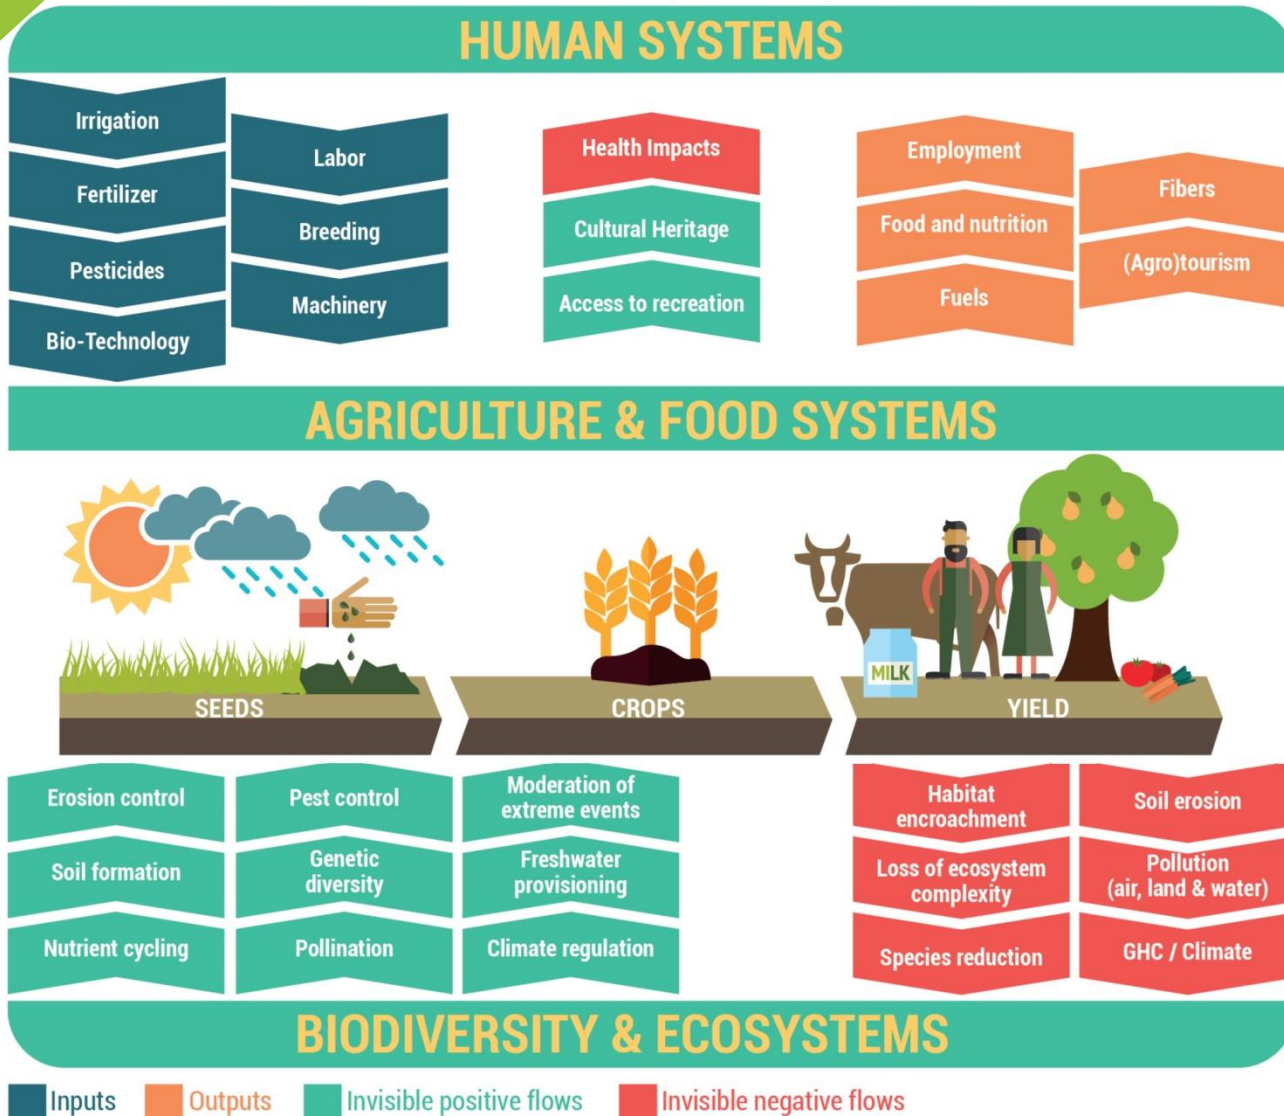 HUMAN SYSTEMS
Irrigation
Fertilizer
Pesticides
Bio-Technology
Labor
Breeding
Machinery
Health Impacts
Cultural Heritage
Access to recreation
Employment
Food and nutrition
Fuels
Fibers
(Agro)tourism
AGRICULTURE & FOOD SYSTEMS
MILK
SEEDS
CROPS
YIELD
Erosion control
Soil formation
Nutrient cycling
Pest control
Genetic
diversity
Pollination
Moderation of
extreme events
Freshwater
provisioning
Climate regulation
Habitat
encroachment
Loss of ecosystem
complexity
Species reduction
Soil erosion
Pollution
(air, land & water)
GHC / Climate
BIODIVERSITY & ECOSYSTEMS
Inputs
Outputs
Invisible positive flows
Invisible negative flows